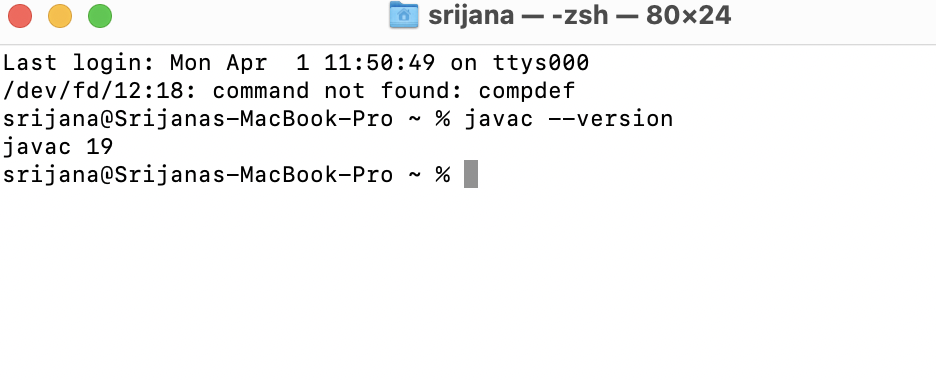 srijana — -zsh — 80×24
Last login: Mon Apr  1 11:50:49 on ttys000
/dev/fd/12:18: command not found: compdef
srijana@Srijanas-MacBook-Pro ~ % javac --version
javac 19
srijana@Srijanas-MacBook-Pro ~ %